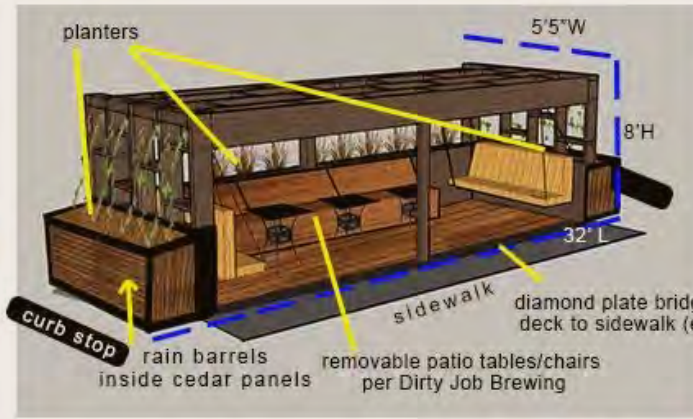 planters
5'5"W
8'H
32' L
sidewalk
diamond plate
deck to sidewalk
curb stop
rain barrels
inside cedar panels
removable patio tables/chairs
per Dirty Job Brewing